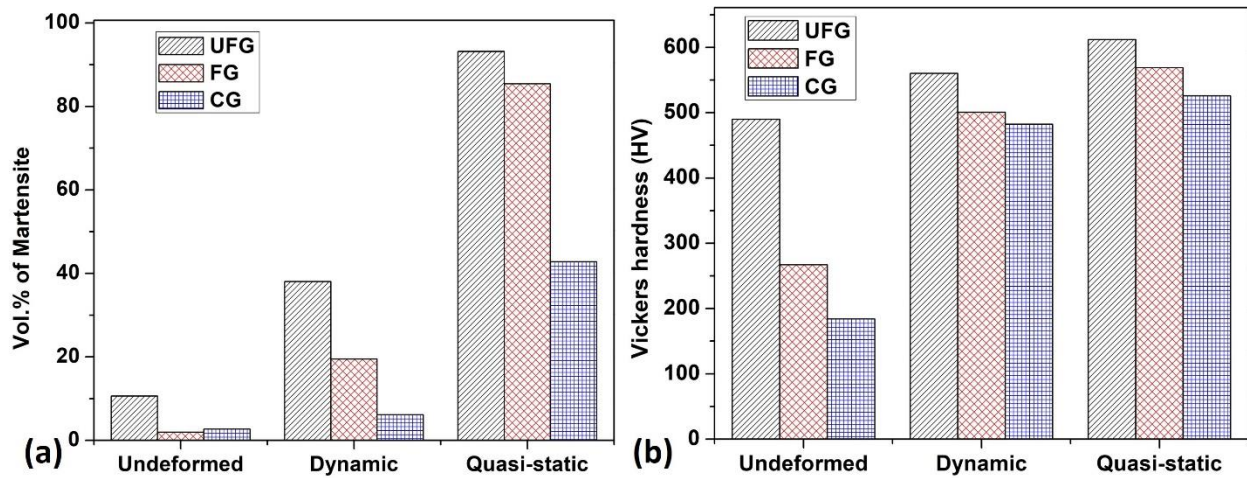 100
80
60
40
20
0
Vol.% of Martensite
UFG
FG
CG
Undeformed Dynamic Quasi-static
(a)
600
500
400
300
200
100
0
Vickers hardness (HV)
UFG
FG
CG
Undeformed Dynamic Quasi-static
(b)